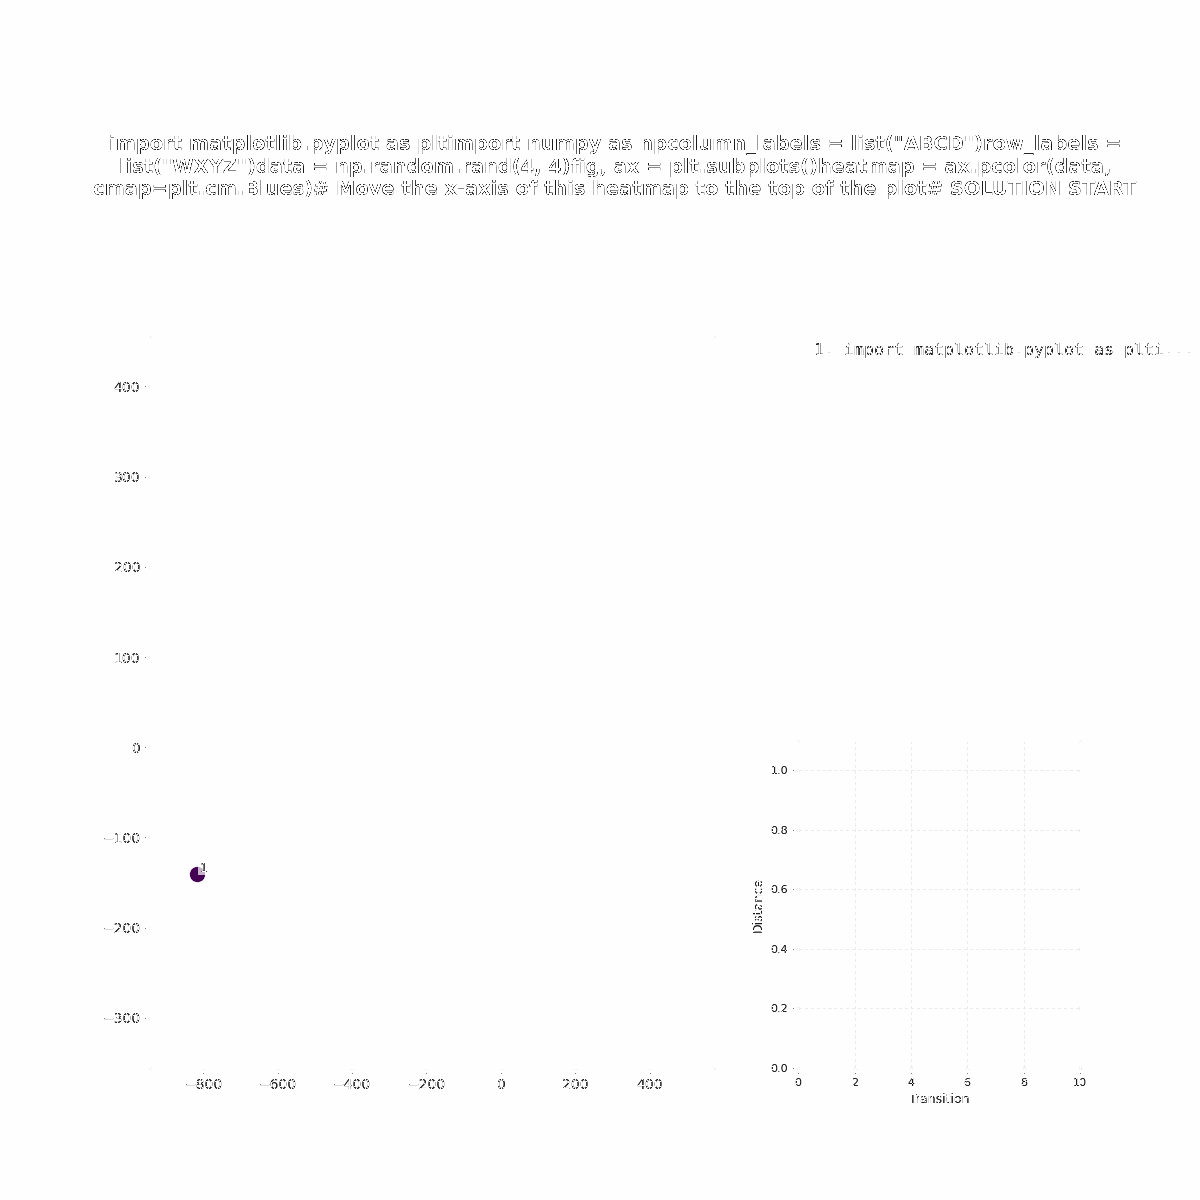 import matplotlib.pyplot as pltimport numpy as npcolumn_labels = list("ABCD")row_labels =
list("WXYZ")data = np.random.rand(4, 4)fig, ax = plt.subplots()heatmap = ax.pcolor(data,
cmap=plt.cm.Blues)# Move the x-axis of this heatmap to the top of the plot# SOLUTION START
1. import matplotlib.pyplot as plti...
400
300
200
100
0
−100
−200
−300
1
−800 −600 −400 −200 0 200 400
1.0
0.8
0.6
0.4
0.2
0.0
Distance
0 2 4 6 8 10
Transition